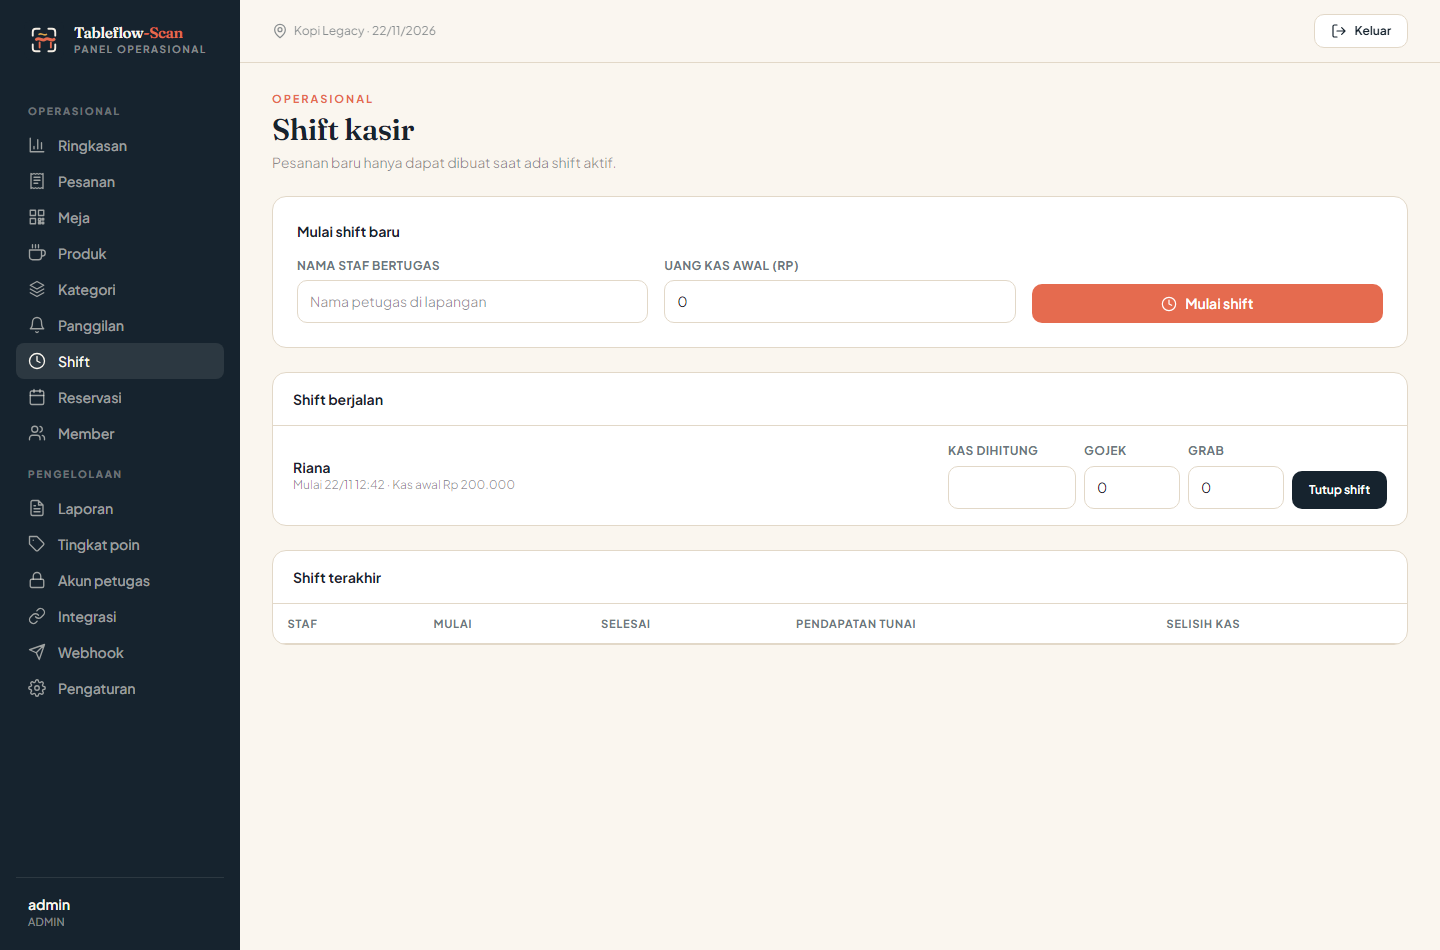 Tableflow-Scan
PANEL OPERASIONAL
OPERASIONAL
Ringkasan
Pesanan
Meja
Produk
Kategori
Panggilan
Shift
Reservasi
Member
PENGELOLAAN
Laporan
Tingkat poin
Akun petugas
Integrasi
Webhook
Pengaturan
admin
ADMIN
Kopi Legacy · 22/11/2026
Keluar
OPERASIONAL
Shift kasir
Pesanan baru hanya dapat dibuat saat ada shift aktif.
Mulai shift baru
NAMA STAF BERTUGAS
Nama petugas di lapangan
UANG KAS AWAL (RP)
0
Mulai shift
Shift berjalan
Riana
Mulai 22/11 12:42 · Kas awal Rp 200.000
KAS DIHITUNG GOJEK GRAB
0 0
Tutup shift
Shift terakhir
STAF MULAI SELESAI PENDAPATAN TUNAI SELISIH KAS